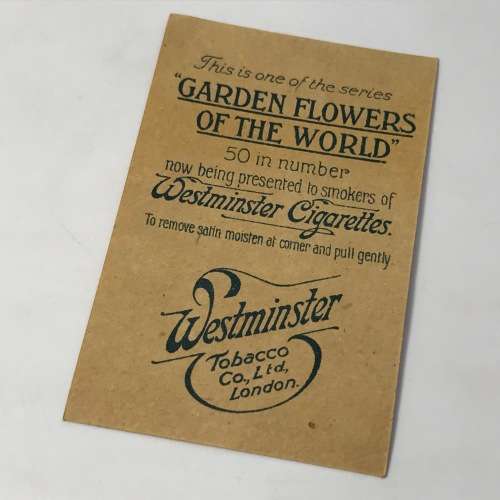 This is one of the series
"GARDEN FLOWERS
OF THE WORLD"
50 in number
now being presented to smokers of
Westminster Cigarettes.
To remove satin moisten at corner and pull gently
Westminster
Tobacco
Co., Ltd,
London.